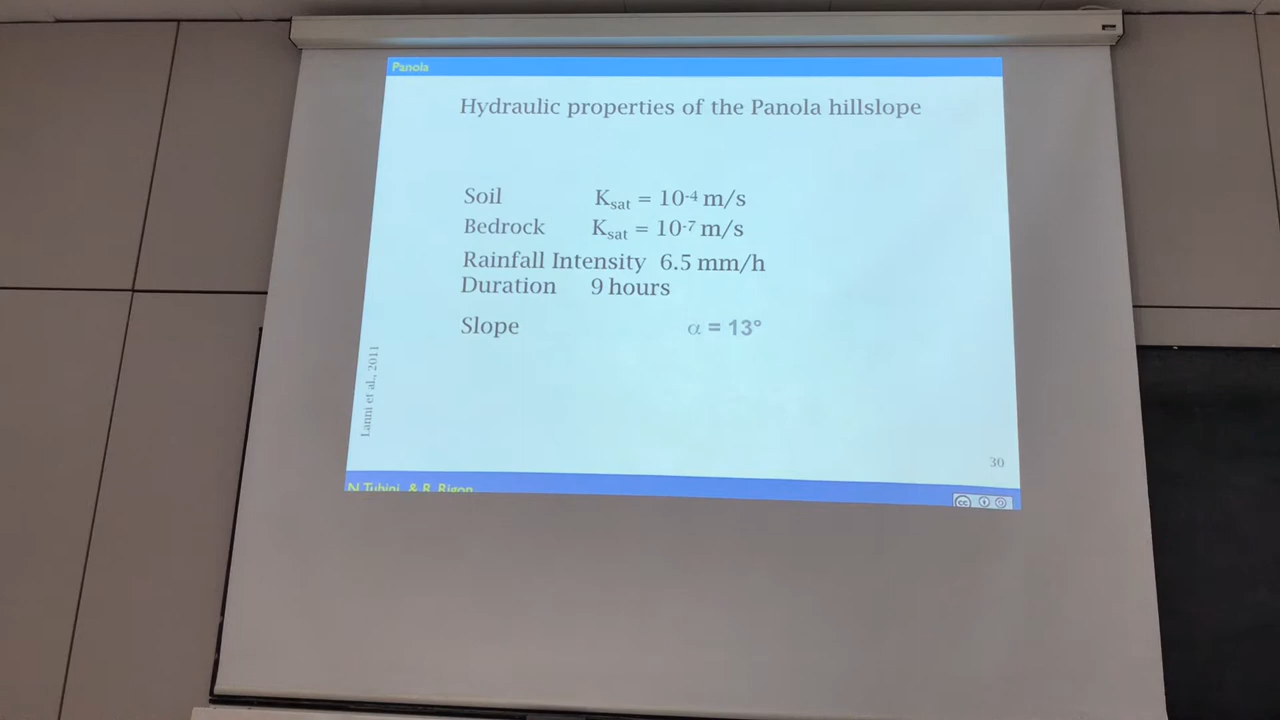 Panola
Hydraulic properties of the Panola hillslope
Soil Ksat = 10-4 m/s
Bedrock Ksat = 10-7 m/s
Rainfall Intensity 6.5 mm/h
Duration 9 hours
Slope α = 13°
Lanni et al., 2011
30
N Tubini & R. Rigon
cc